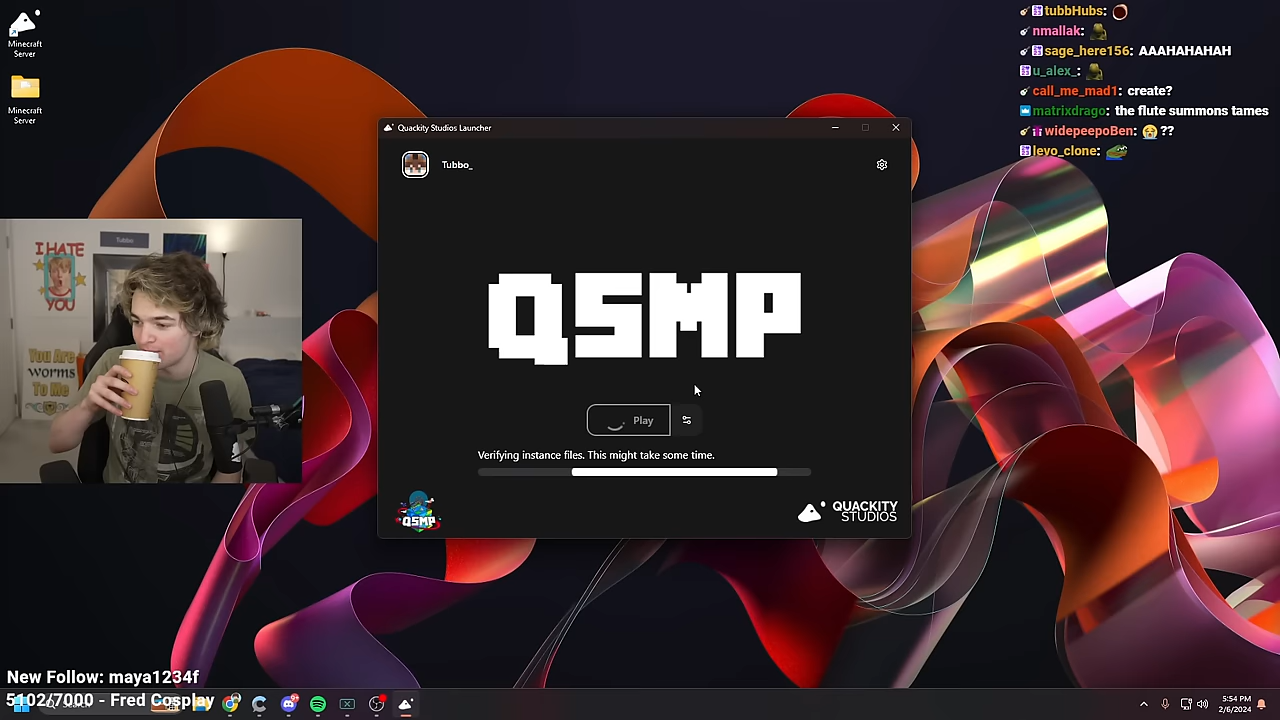 Minecraft
Server
Minecraft
Server
tubbHubs:
nmallak:
sage_here156: AAAHAHAHAH
u_alex_:
call_me_mad1: create?
matrixdrago: the flute summons tames
widepeepoBen: ??
levo_clone:
Quackity Studios Launcher
Tubbo_
QSMP
Play
Verifying instance files. This might take some time.
QSMP
QUACKITY
STUDIOS
Tubbo
I HATE
YOU
You Are
worms
To Me
New Follow: maya1234f
5102/7000 - Fred Cosplay
5:54 PM
2/6/2024